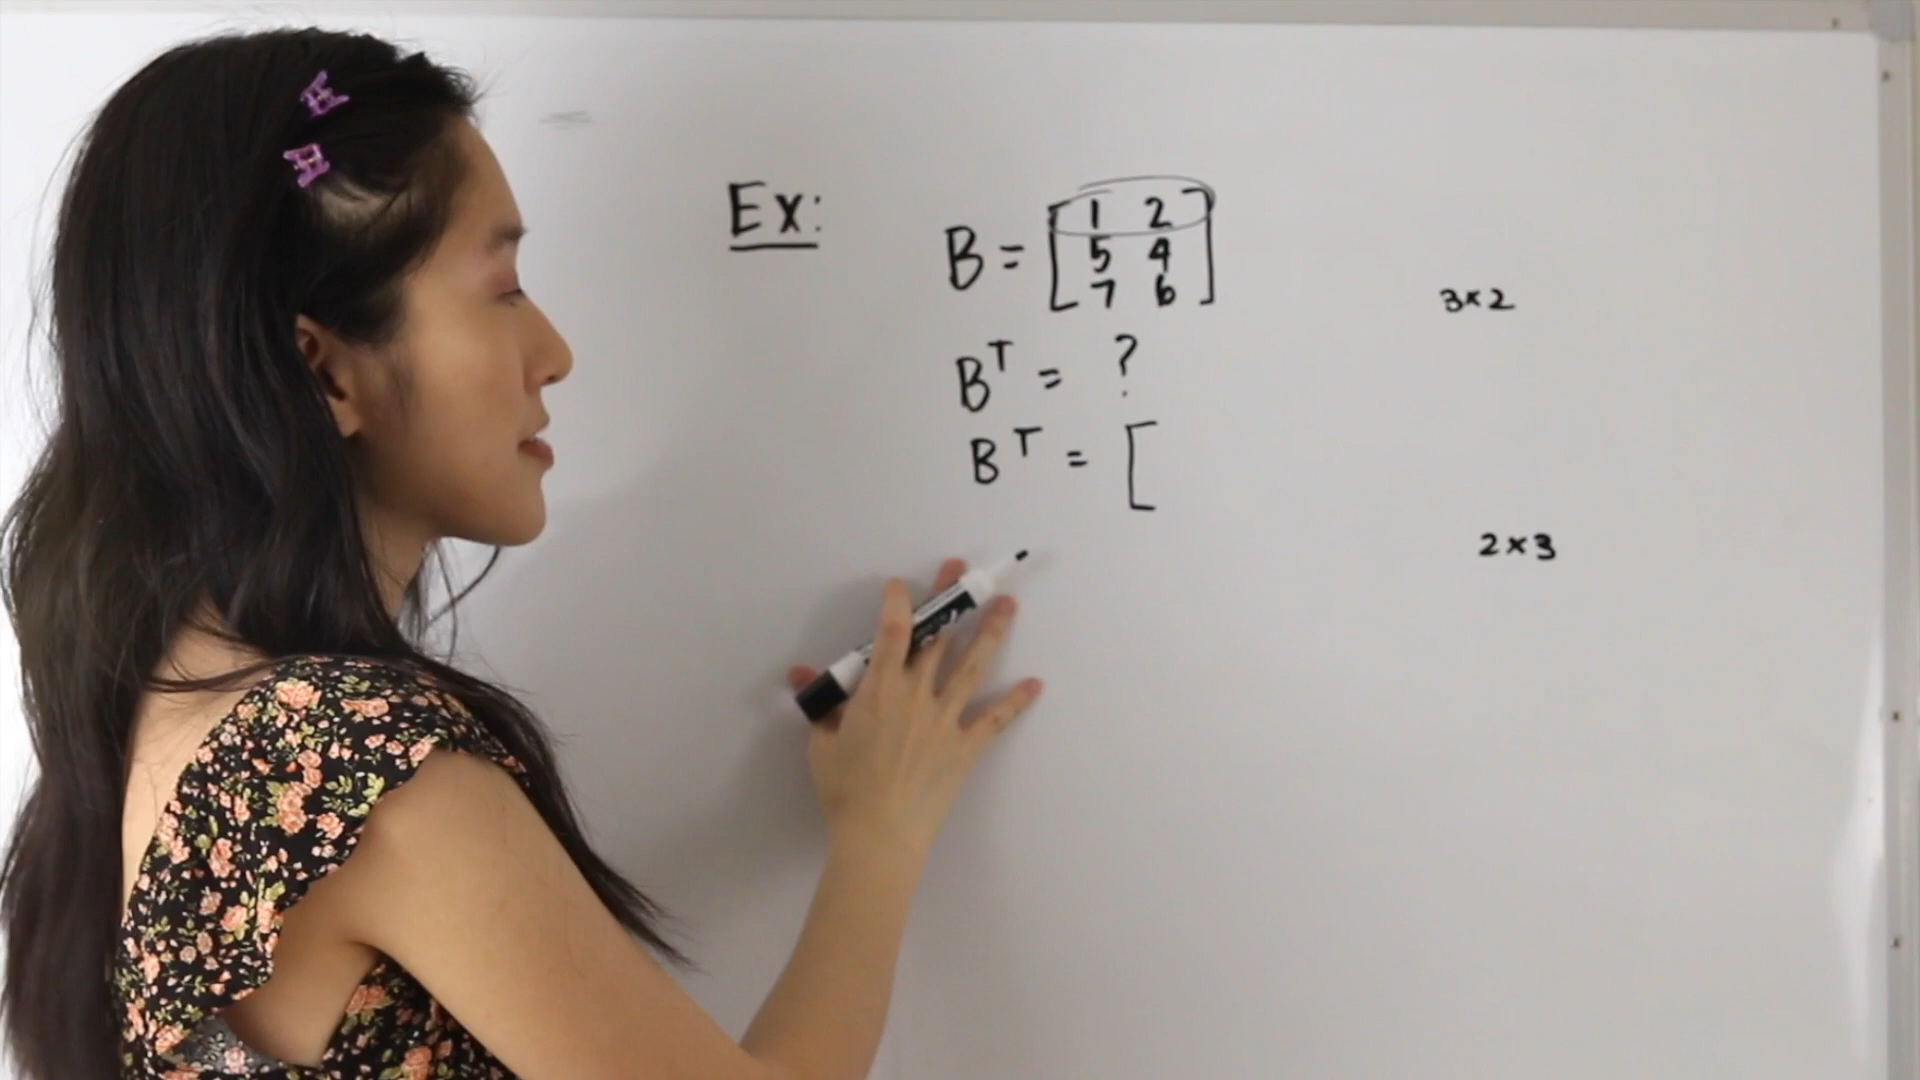 Ex:
B = [1 2
5 4
7 6]
3×2
Bᵀ = ?
Bᵀ = [
2×3